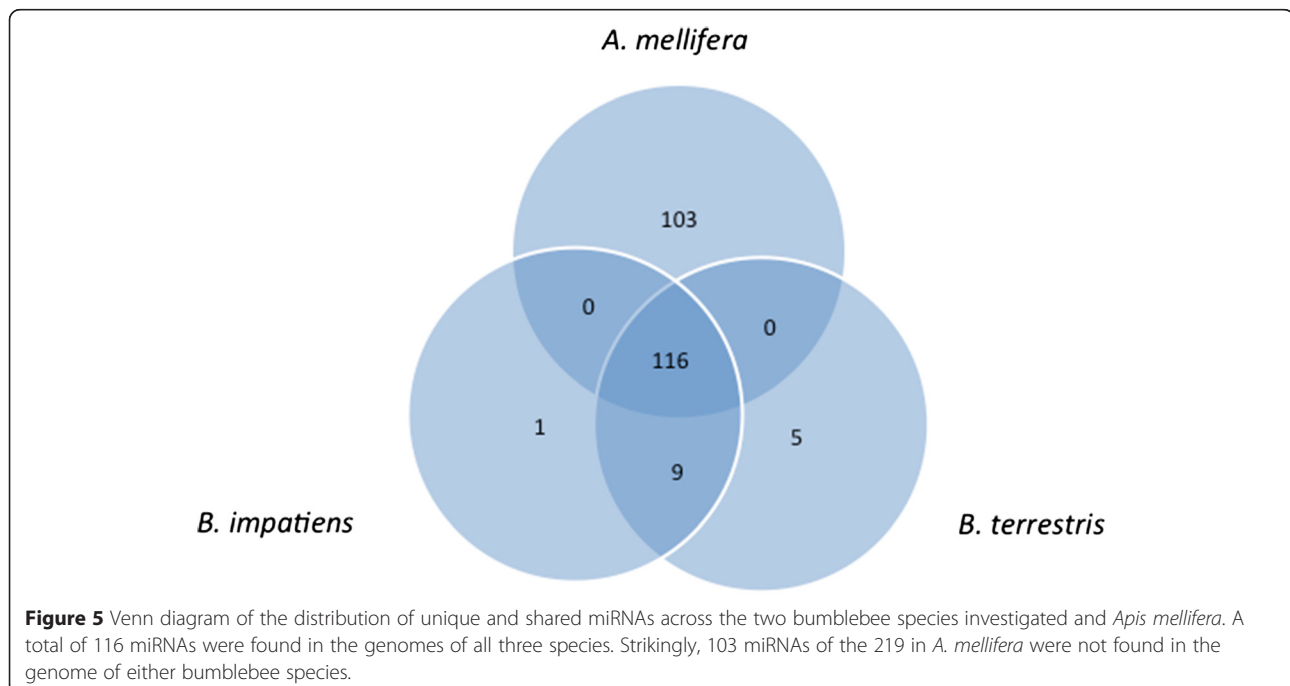 A. mellifera
103
0
0
116
1
5
9
B. impatiens
B. terrestris
Figure 5 Venn diagram of the distribution of unique and shared miRNAs across the two bumblebee species investigated and Apis mellifera. A
total of 116 miRNAs were found in the genomes of all three species. Strikingly, 103 miRNAs of the 219 in A. mellifera were not found in the
genome of either bumblebee species.